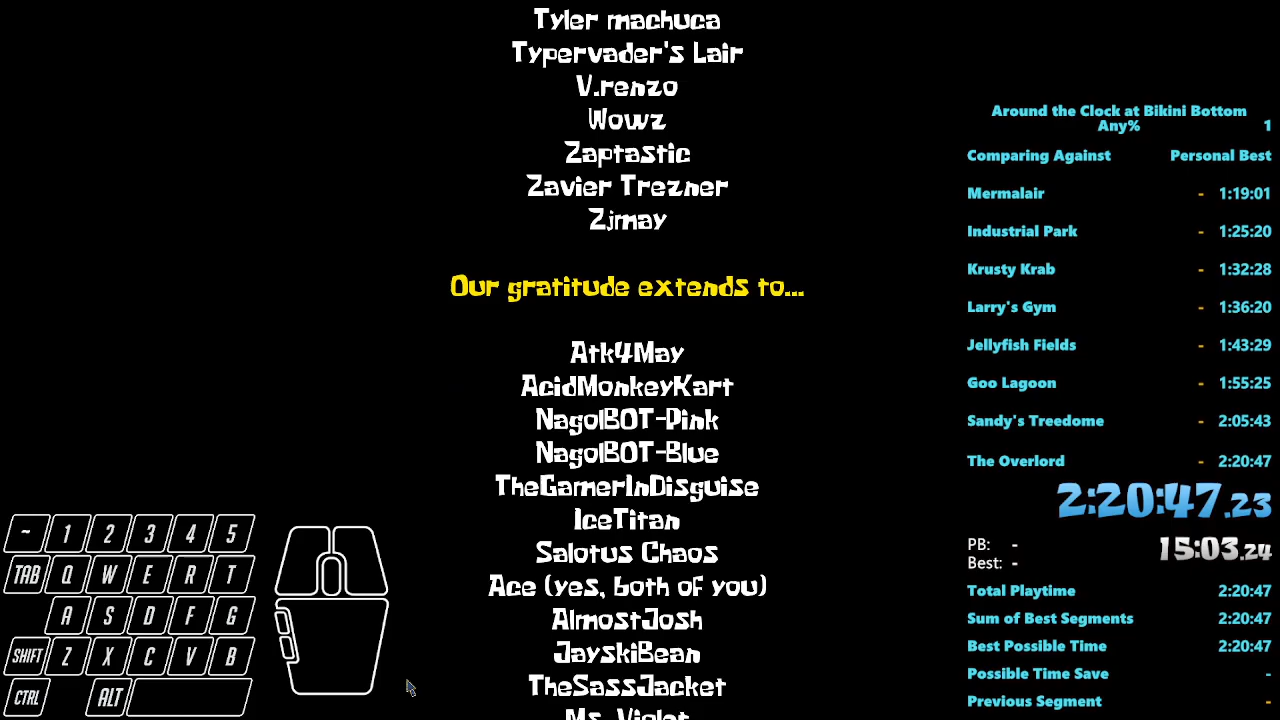 Tyler machuca
Typervader's Lair
V.renzo
Wowz
Zaptastic
Zavier Trezner
Zjmay
Our gratitude extends to...
Atk4May
AcidMonkeyKart
NagolBOT-Pink
NagolBOT-Blue
TheGamerInDisguise
IceTitan
Salotus Chaos
Ace (yes, both of you)
AlmostJosh
JayskiBean
TheSassJacket
Ms. Violet
Around the Clock at Bikini Bottom
Any% 1
Comparing Against Personal Best
Mermalair - 1:19:01
Industrial Park - 1:25:20
Krusty Krab - 1:32:28
Larry's Gym - 1:36:20
Jellyfish Fields - 1:43:29
Goo Lagoon - 1:55:25
Sandy's Treedome - 2:05:43
The Overlord - 2:20:47
2:20:47.23
PB: - 15:03.24
Best: -
Total Playtime 2:20:47
Sum of Best Segments 2:20:47
Best Possible Time 2:20:47
Possible Time Save -
Previous Segment -
~ 1 2 3 4 5
TAB Q W E R T
A S D F G
SHIFT Z X C V B
CTRL ALT